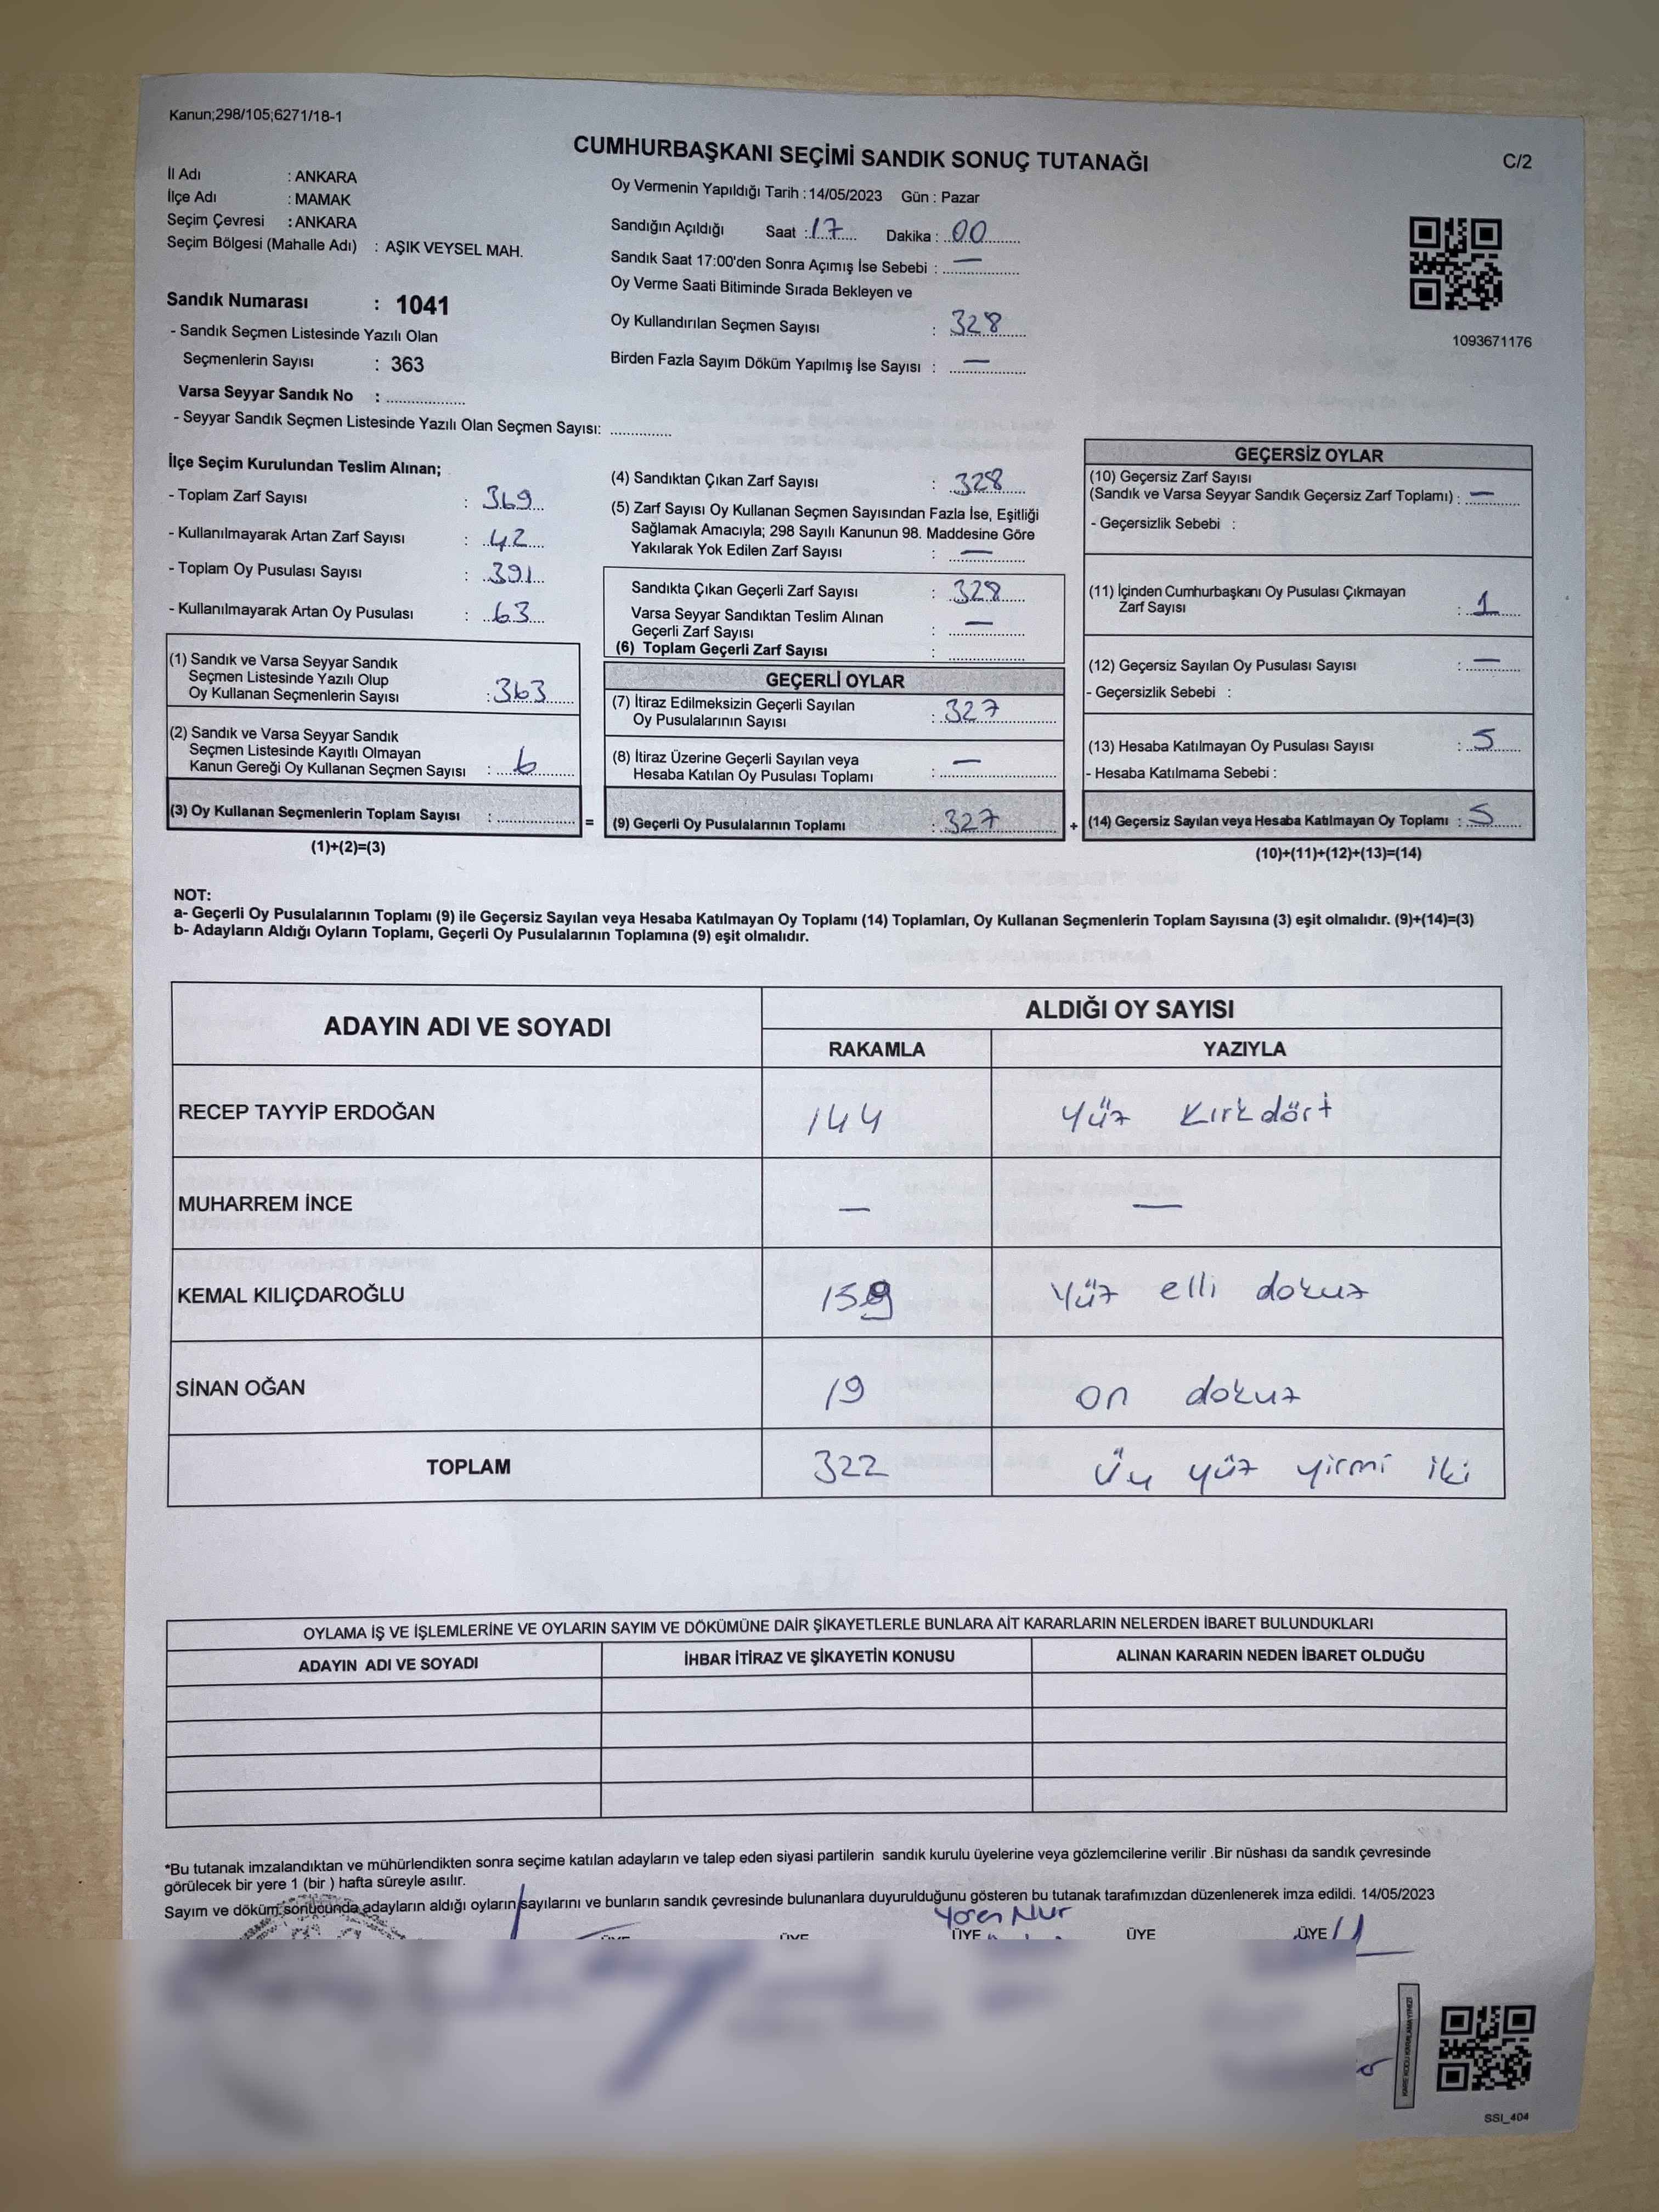 Kanun;298/105;6271/18-1
CUMHURBAŞKANI SEÇİMİ SANDIK SONUÇ TUTANAĞI
C/2
İl Adı : ANKARA
İlçe Adı : MAMAK
Seçim Çevresi : ANKARA
Seçim Bölgesi (Mahalle Adı) : AŞIK VEYSEL MAH.
Sandık Numarası : 1041
- Sandık Seçmen Listesinde Yazılı Olan
Seçmenlerin Sayısı : 363
Varsa Seyyar Sandık No : ..................
- Seyyar Sandık Seçmen Listesinde Yazılı Olan Seçmen Sayısı: ..............
Oy Vermenin Yapıldığı Tarih : 14/05/2023 Gün : Pazar
Sandığın Açıldığı Saat : 17 Dakika : 00
Sandık Saat 17:00'den Sonra Açımış İse Sebebi : —
Oy Verme Saati Bitiminde Sırada Bekleyen ve
Oy Kullandırılan Seçmen Sayısı : 328
Birden Fazla Sayım Döküm Yapılmış İse Sayısı : —
1093671176
İlçe Seçim Kurulundan Teslim Alınan;
- Toplam Zarf Sayısı : 369
- Kullanılmayarak Artan Zarf Sayısı : 42
- Toplam Oy Pusulası Sayısı : 391
- Kullanılmayarak Artan Oy Pusulası : 63
(1) Sandık ve Varsa Seyyar Sandık
Seçmen Listesinde Yazılı Olup
Oy Kullanan Seçmenlerin Sayısı : 363
(2) Sandık ve Varsa Seyyar Sandık
Seçmen Listesinde Kayıtlı Olmayan
Kanun Gereği Oy Kullanan Seçmen Sayısı : 6
(3) Oy Kullanan Seçmenlerin Toplam Sayısı : .................. =
(1)+(2)=(3)
(4) Sandıktan Çıkan Zarf Sayısı : 328
(5) Zarf Sayısı Oy Kullanan Seçmen Sayısından Fazla İse, Eşitliği
Sağlamak Amacıyla; 298 Sayılı Kanunun 98. Maddesine Göre
Yakılarak Yok Edilen Zarf Sayısı : —
Sandıkta Çıkan Geçerli Zarf Sayısı : 328
Varsa Seyyar Sandıktan Teslim Alınan
Geçerli Zarf Sayısı : —
(6) Toplam Geçerli Zarf Sayısı : ..................
GEÇERLİ OYLAR
(7) İtiraz Edilmeksizin Geçerli Sayılan
Oy Pusulalarının Sayısı : 327
(8) İtiraz Üzerine Geçerli Sayılan veya
Hesaba Katılan Oy Pusulası Toplamı : —
(9) Geçerli Oy Pusulalarının Toplamı : 327 +
GEÇERSİZ OYLAR
(10) Geçersiz Zarf Sayısı
(Sandık ve Varsa Seyyar Sandık Geçersiz Zarf Toplamı) : —
- Geçersizlik Sebebi :
(11) İçinden Cumhurbaşkanı Oy Pusulası Çıkmayan
Zarf Sayısı : 1
(12) Geçersiz Sayılan Oy Pusulası Sayısı : —
- Geçersizlik Sebebi :
(13) Hesaba Katılmayan Oy Pusulası Sayısı : 5
- Hesaba Katılmama Sebebi :
(14) Geçersiz Sayılan veya Hesaba Katılmayan Oy Toplamı : 5
(10)+(11)+(12)+(13)=(14)
NOT:
a- Geçerli Oy Pusulalarının Toplamı (9) ile Geçersiz Sayılan veya Hesaba Katılmayan Oy Toplamı (14) Toplamları, Oy Kullanan Seçmenlerin Toplam Sayısına (3) eşit olmalıdır. (9)+(14)=(3)
b- Adayların Aldığı Oyların Toplamı, Geçerli Oy Pusulalarının Toplamına (9) eşit olmalıdır.
ADAYIN ADI VE SOYADI ALDIĞI OY SAYISI
RAKAMLA YAZIYLA
RECEP TAYYİP ERDOĞAN 144 Yüz Kırkdört
MUHARREM İNCE — —
KEMAL KILIÇDAROĞLU 159 Yüz elli dokuz
SİNAN OĞAN 19 on dokuz
TOPLAM 322 Üç yüz yirmi iki
OYLAMA İŞ VE İŞLEMLERİNE VE OYLARIN SAYIM VE DÖKÜMÜNE DAİR ŞİKAYETLERLE BUNLARA AİT KARARLARIN NELERDEN İBARET BULUNDUKLARI
ADAYIN ADI VE SOYADI İHBAR İTİRAZ VE ŞİKAYETİN KONUSU ALINAN KARARIN NEDEN İBARET OLDUĞU
*Bu tutanak imzalandıktan ve mühürlendikten sonra seçime katılan adayların ve talep eden siyasi partilerin sandık kurulu üyelerine veya gözlemcilerine verilir .Bir nüshası da sandık çevresinde
görülecek bir yere 1 (bir ) hafta süreyle asılır.
Sayım ve döküm sonucunda adayların aldığı oyların sayılarını ve bunların sandık çevresinde bulunanlara duyurulduğunu gösteren bu tutanak tarafımızdan düzenlenerek imza edildi. 14/05/2023
Nur
ÜYE ÜYE ÜYE ÜYE ÜYE
SSI_404